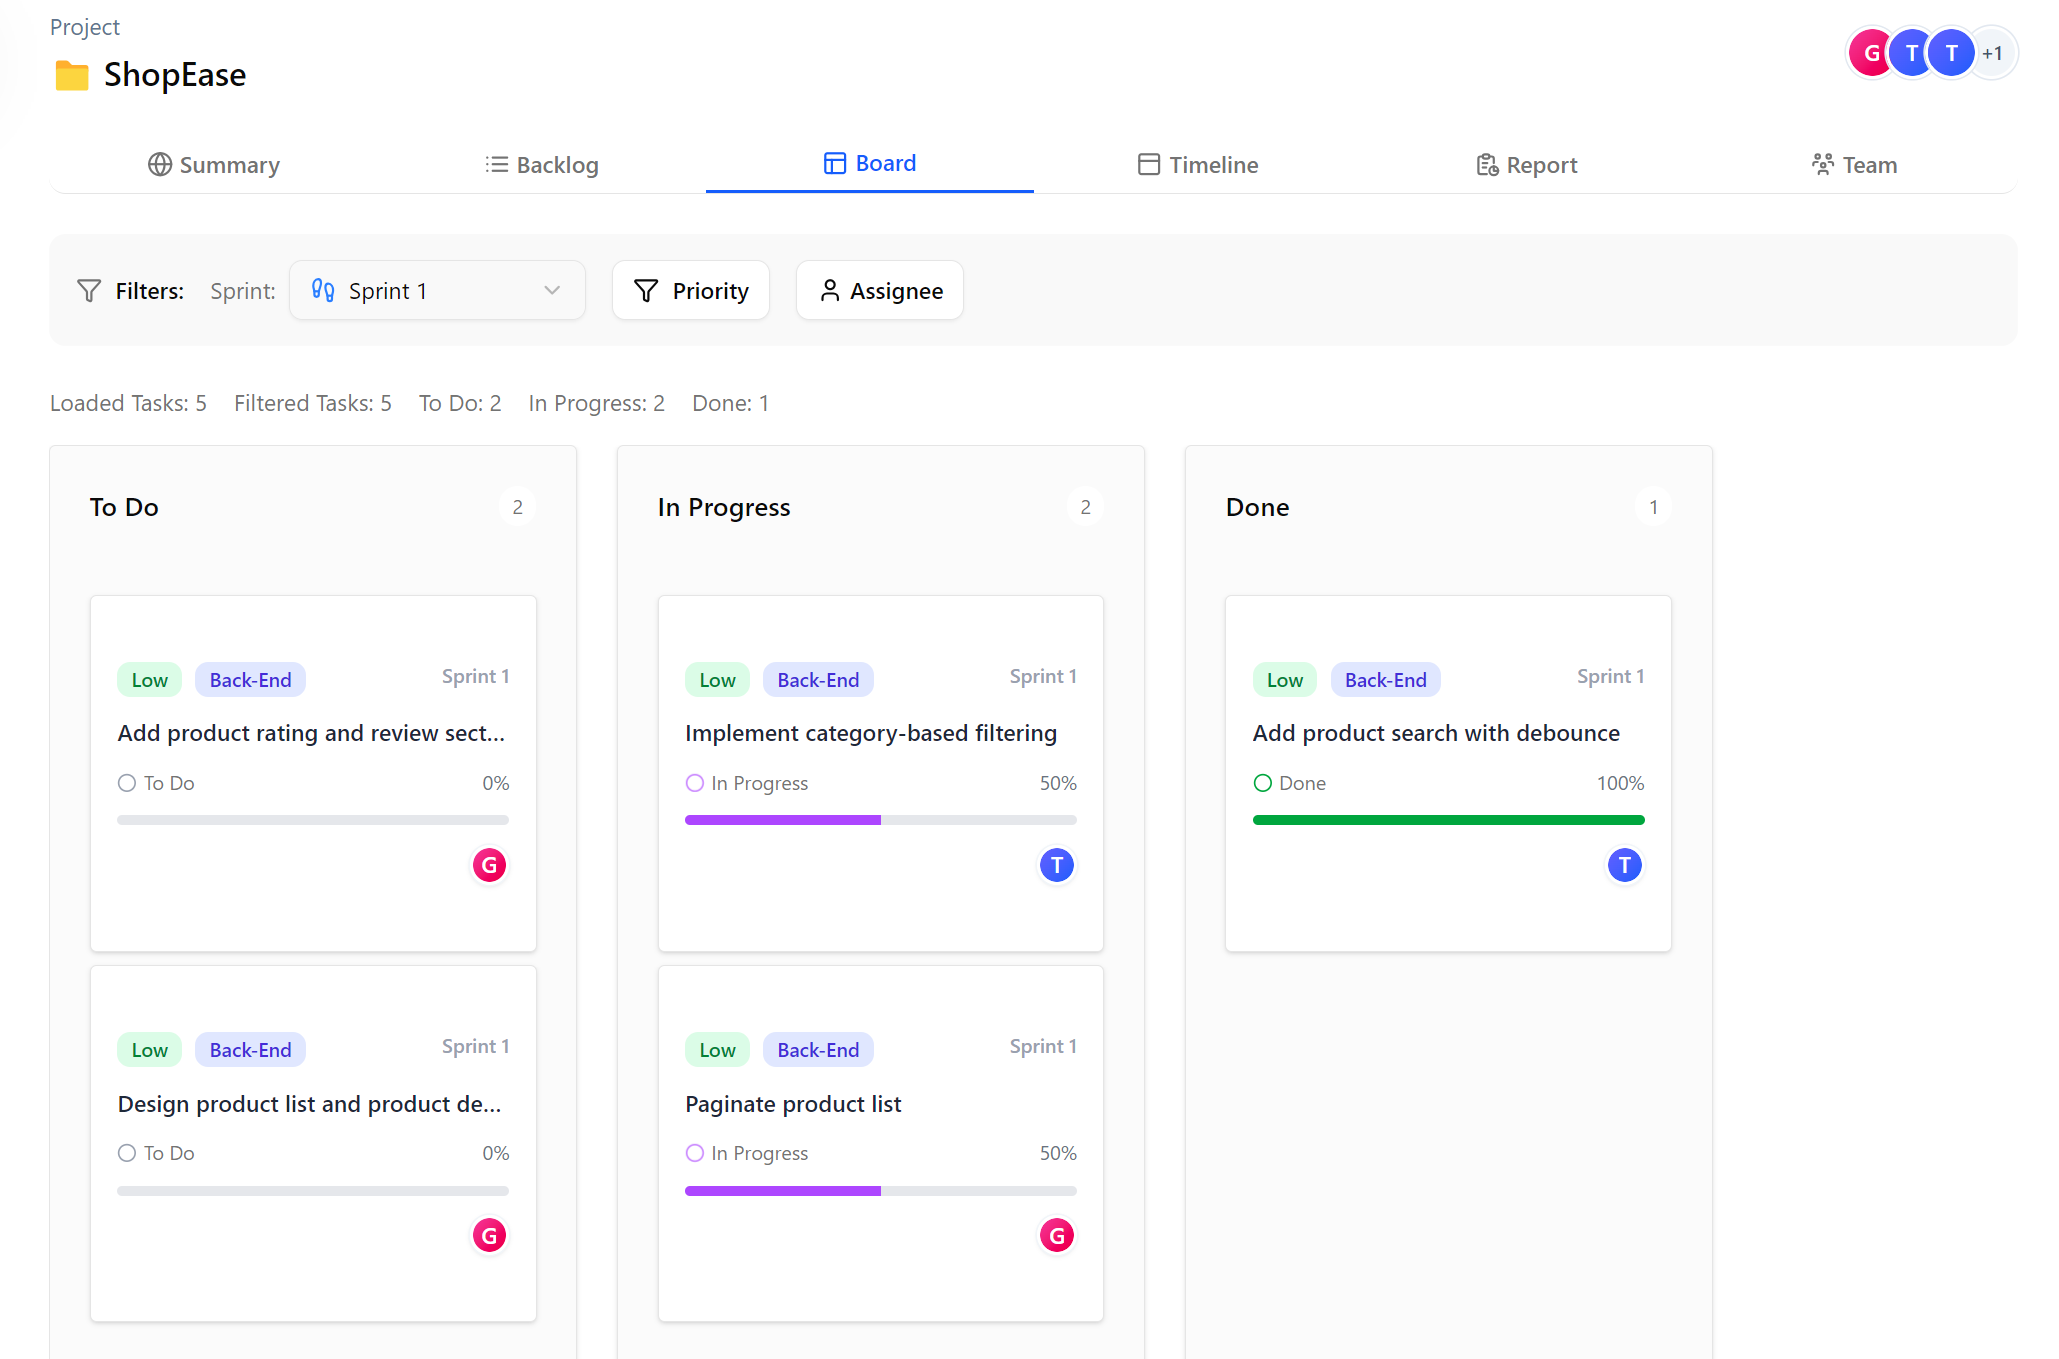 Project
ShopEase
G T T +1
Summary Backlog Board Timeline Report Team
Filters: Sprint: Sprint 1 Priority Assignee
Loaded Tasks: 5 Filtered Tasks: 5 To Do: 2 In Progress: 2 Done: 1
To Do 2
Low Back-End Sprint 1
Add product rating and review sect...
To Do 0%
G
Low Back-End Sprint 1
Design product list and product de...
To Do 0%
G
In Progress 2
Low Back-End Sprint 1
Implement category-based filtering
In Progress 50%
T
Low Back-End Sprint 1
Paginate product list
In Progress 50%
G
Done 1
Low Back-End Sprint 1
Add product search with debounce
Done 100%
T